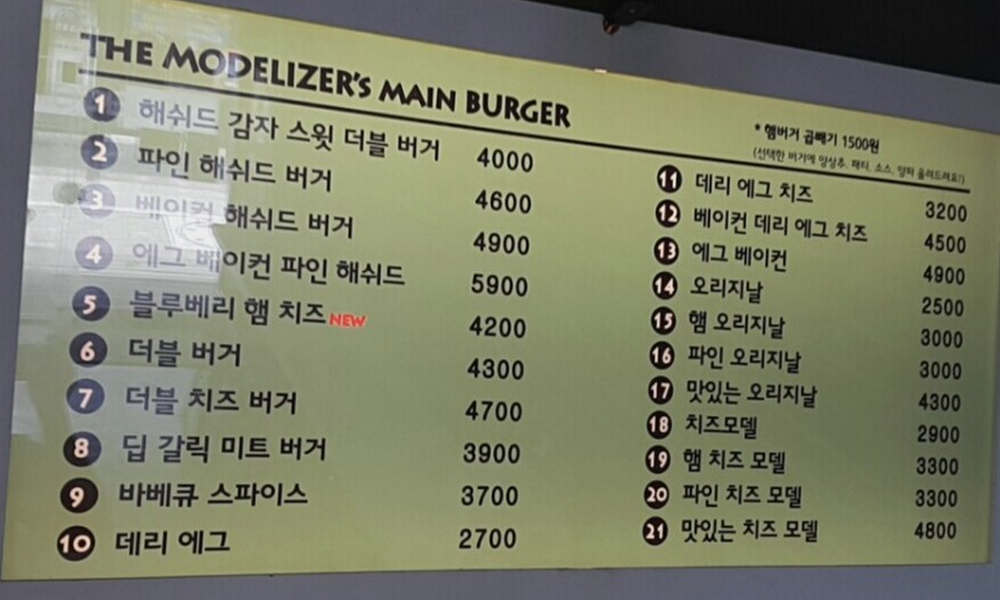 THE MODELIZER'S MAIN BURGER
1 해쉬드 감자 스윗 더블 버거 4000
2 파인 해쉬드 버거 4600
3 베이컨 해쉬드 버거 4900
4 에그 베이컨 파인 해쉬드 5900
5 블루베리 햄 치즈 NEW 4200
6 더블 버거 4300
7 더블 치즈 버거 4700
8 딥 갈릭 미트 버거 3900
9 바베큐 스파이스 3700
10 데리 에그 2700
* 햄버거 곱빼기 1500원
(선택한 버거에 양상추, 패티, 소스, 양파 올려드려요!)
11 데리 에그 치즈 3200
12 베이컨 데리 에그 치즈 4500
13 에그 베이컨 4900
14 오리지날 2500
15 햄 오리지날 3000
16 파인 오리지날 3000
17 맛있는 오리지날 4300
18 치즈모델 2900
19 햄 치즈 모델 3300
20 파인 치즈 모델 3300
21 맛있는 치즈 모델 4800